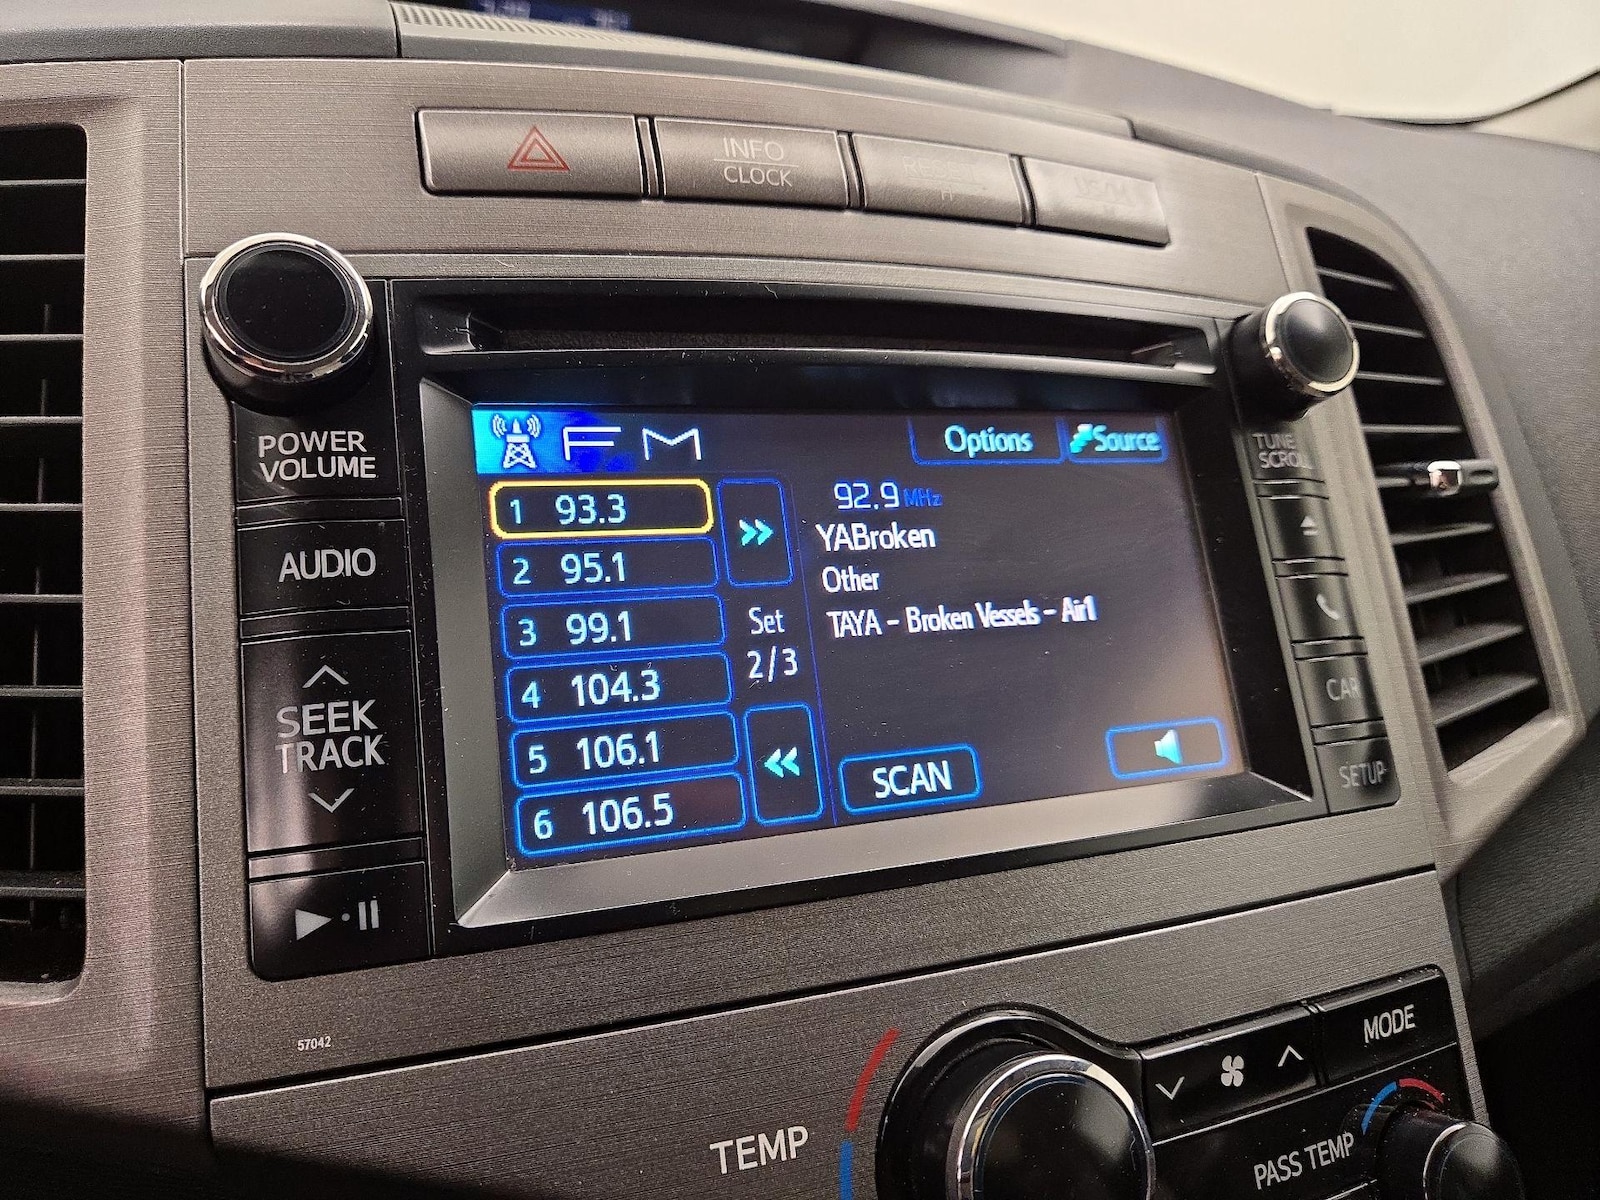 INFO
CLOCK
RESET
POWER
VOLUME
AUDIO
SEEK
TRACK
57042
FM
Options
Source
1 93.3
2 95.1
3 99.1
4 104.3
5 106.1
6 106.5
Set
2/3
92.9 MHz
YABroken
Other
TAYA - Broken Vessels - Air1
SCAN
TUNE
SCROLL
CAR
SETUP
MODE
TEMP
PASS TEMP